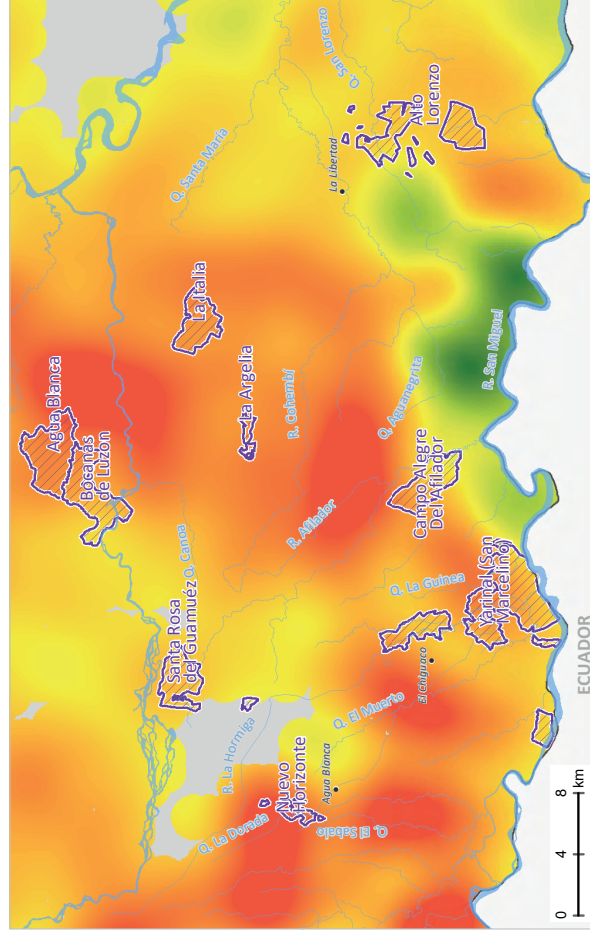 Agua Blanca
Bocanas
de Luzon
La Italia
La Argelia
Santa Rosa
del Guamuéz
Nuevo
Horizonte
Campo Alegre
Del Afilador
Yarinal (San
Marcelino)
Alto
Lorenzo
Q. Santa María
Q. San Lorenzo
La Libertad
R. Cohembí
Q. Canoa
R. Afilador
Q. Aguanegrita
R. San Miguel
Q. La Guinea
R. La Hormiga
Q. El Muerto
El Chiguaco
Agua Blanca
Q. La Dorada
Q. El Sabalo
ECUADOR
0 4 8
km